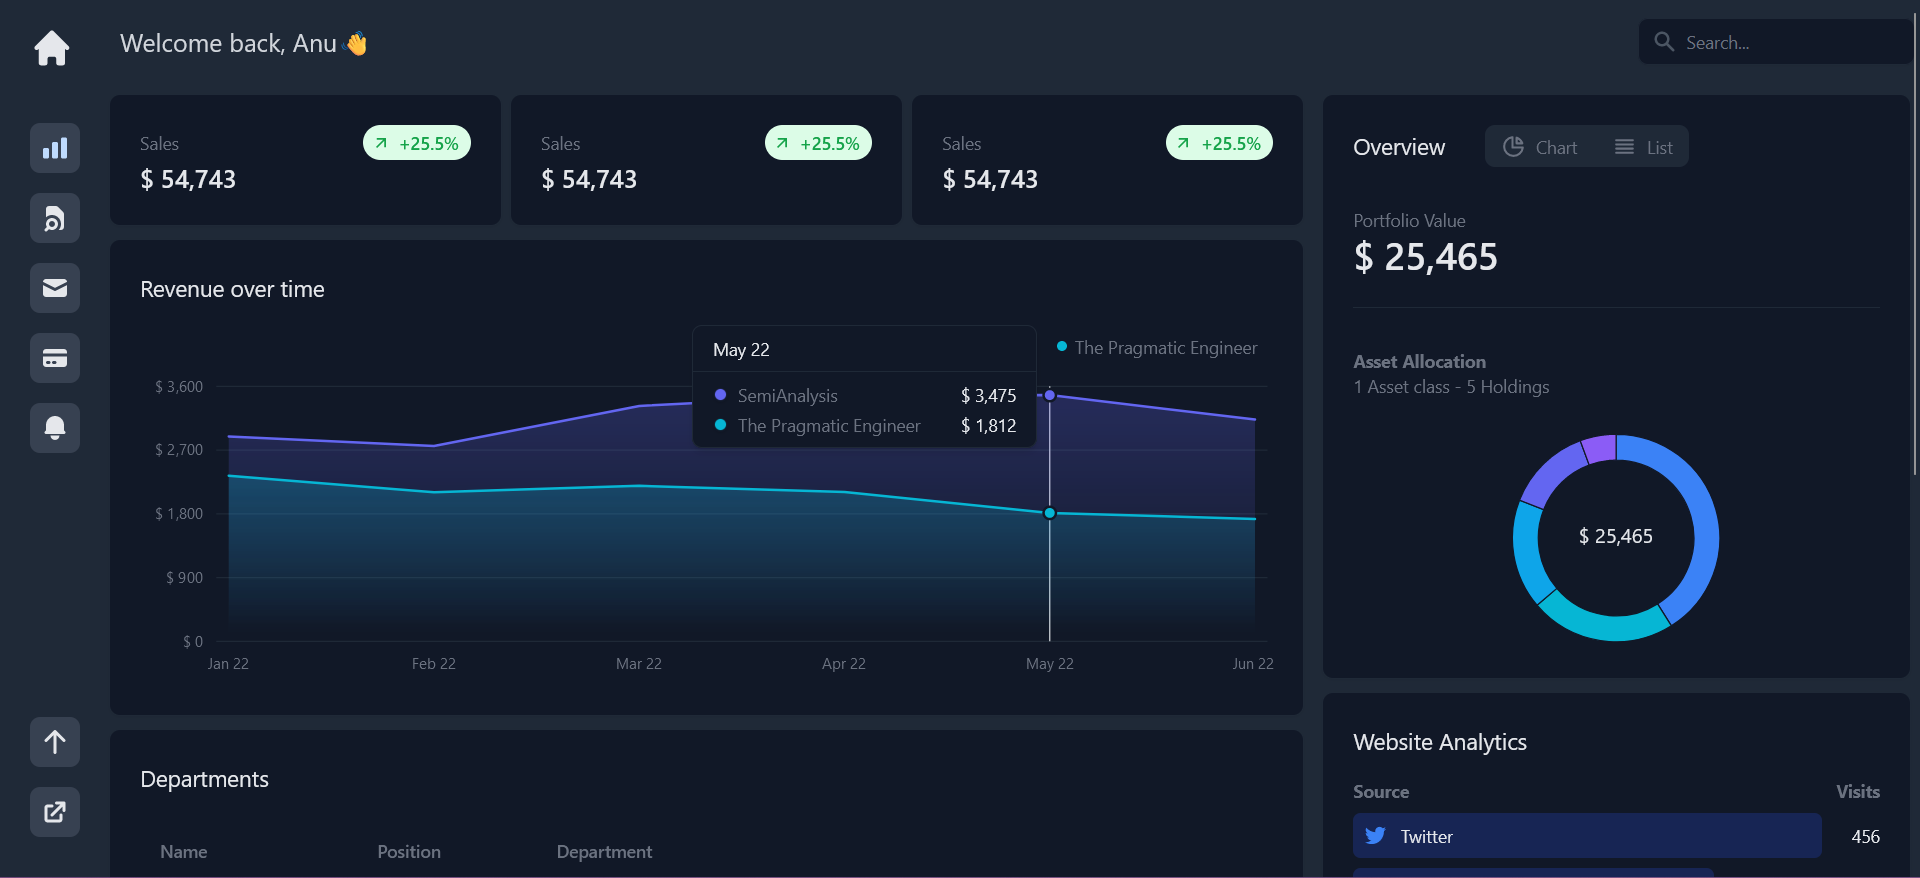 Welcome back, Anu 👋
Search...
Sales
+25.5%
$ 54,743
Sales
+25.5%
$ 54,743
Sales
+25.5%
$ 54,743
Revenue over time
The Pragmatic Engineer
May 22
SemiAnalysis $ 3,475
The Pragmatic Engineer $ 1,812
$ 3,600
$ 2,700
$ 1,800
$ 900
$ 0
Jan 22 Feb 22 Mar 22 Apr 22 May 22 Jun 22
Departments
Name Position Department
Overview
Chart List
Portfolio Value
$ 25,465
Asset Allocation
1 Asset class - 5 Holdings
$ 25,465
Website Analytics
Source Visits
Twitter 456